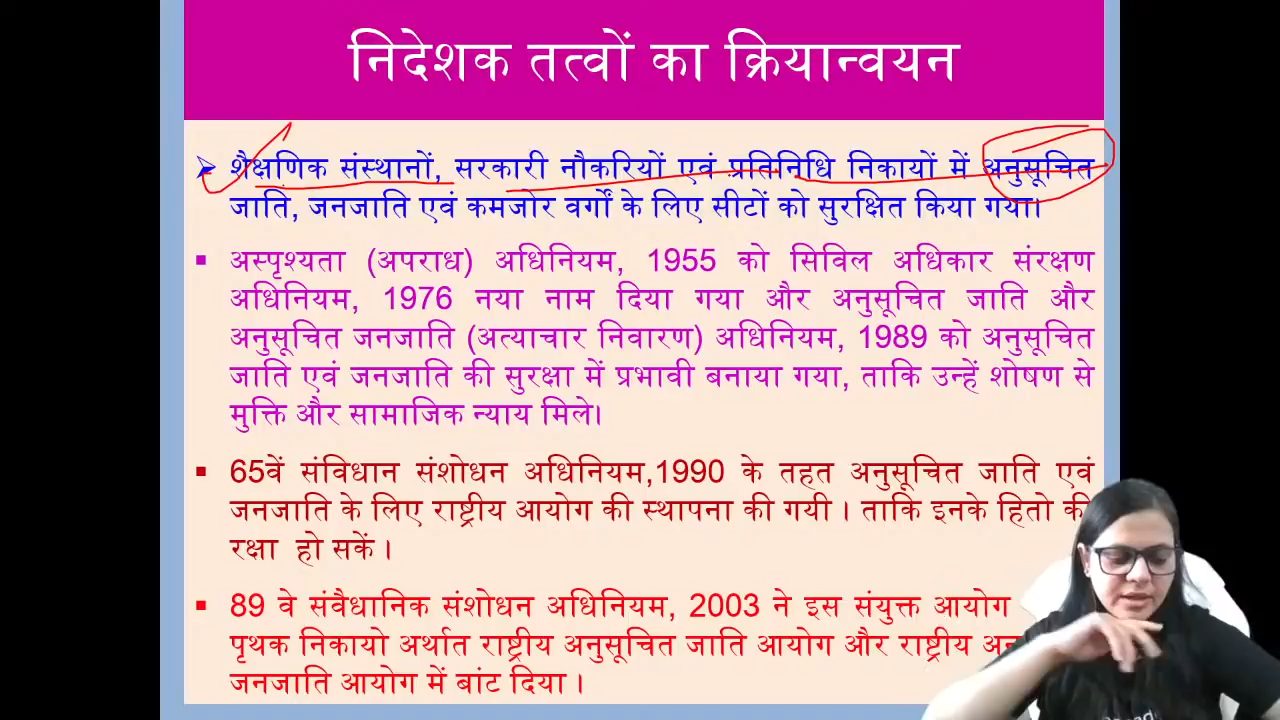 निदेशक तत्वों का क्रियान्वयन
शैक्षणिक संस्थानों, सरकारी नौकरियों एवं प्रतिनिधि निकायों में अनुसूचित
जाति, जनजाति एवं कमजोर वर्गों के लिए सीटों को सुरक्षित किया गया।
अस्पृश्यता (अपराध) अधिनियम, 1955 को सिविल अधिकार संरक्षण
अधिनियम, 1976 नया नाम दिया गया और अनुसूचित जाति और
अनुसूचित जनजाति (अत्याचार निवारण) अधिनियम, 1989 को अनुसूचित
जाति एवं जनजाति की सुरक्षा में प्रभावी बनाया गया, ताकि उन्हें शोषण से
मुक्ति और सामाजिक न्याय मिले।
65वें संविधान संशोधन अधिनियम,1990 के तहत अनुसूचित जाति एवं
जनजाति के लिए राष्ट्रीय आयोग की स्थापना की गयी । ताकि इनके हितो की
रक्षा हो सकें ।
89 वे संवैधानिक संशोधन अधिनियम, 2003 ने इस संयुक्त आयोग
पृथक निकायो अर्थात राष्ट्रीय अनुसूचित जाति आयोग और राष्ट्रीय
जनजाति आयोग में बांट दिया ।